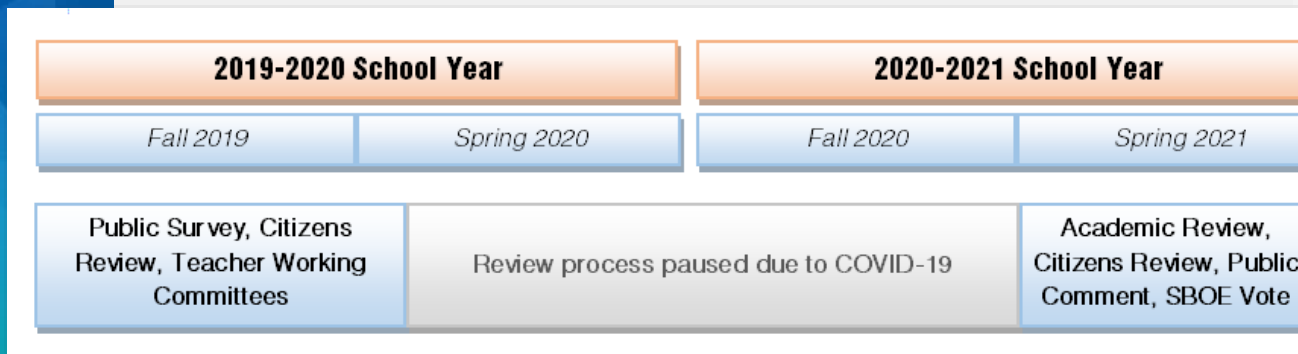 2019-2020 School Year
2020-2021 School Year
Fall 2019
Spring 2020
Fall 2020
Spring 2021
Public Survey, Citizens
Review, Teacher Working
Committees
Review process paused due to COVID-19
Academic Review,
Citizens Review, Public
Comment, SBOE Vote